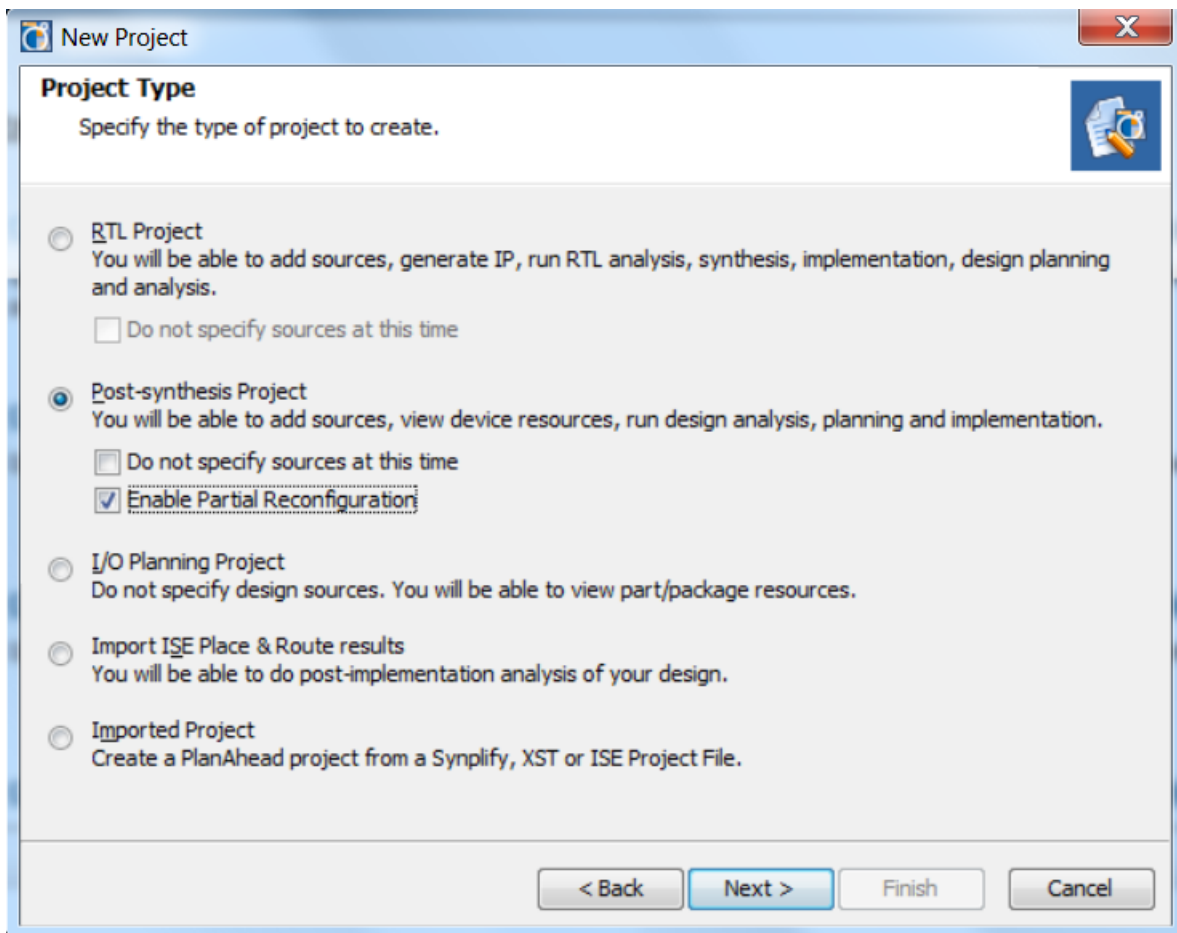 New Project
Project Type
Specify the type of project to create.
RTL Project
You will be able to add sources, generate IP, run RTL analysis, synthesis, implementation, design planning
and analysis.
Do not specify sources at this time
Post-synthesis Project
You will be able to add sources, view device resources, run design analysis, planning and implementation.
Do not specify sources at this time
Enable Partial Reconfiguration
I/O Planning Project
Do not specify design sources. You will be able to view part/package resources.
Import ISE Place & Route results
You will be able to do post-implementation analysis of your design.
Imported Project
Create a PlanAhead project from a Synplify, XST or ISE Project File.
< Back Next > Finish Cancel